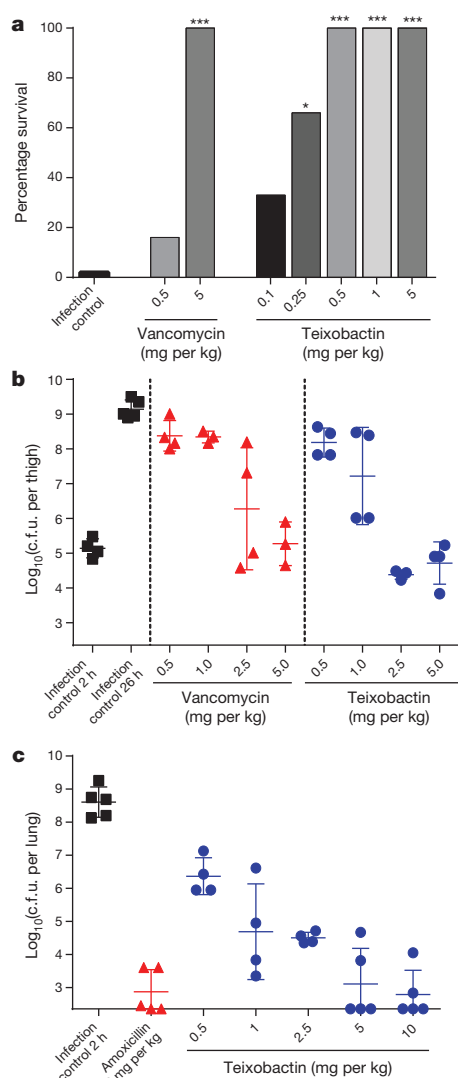 a
Percentage survival
100
80
60
40
20
0
***
*
***
***
***
Infection
control
0.5
5
0.1
0.25
0.5
1
5
Vancomycin
(mg per kg)
Teixobactin
(mg per kg)
b
Log10(c.f.u. per thigh)
10
9
8
7
6
5
4
3
Infection
control 2 h
Infection
control 26 h
0.5
1.0
2.5
5.0
0.5
1.0
2.5
5.0
Vancomycin
(mg per kg)
Teixobactin
(mg per kg)
c
Log10(c.f.u. per lung)
10
9
8
7
6
5
4
3
Infection
control 2 h
Amoxicillin
mg per kg
0.5
1
2.5
5
10
Teixobactin (mg per kg)